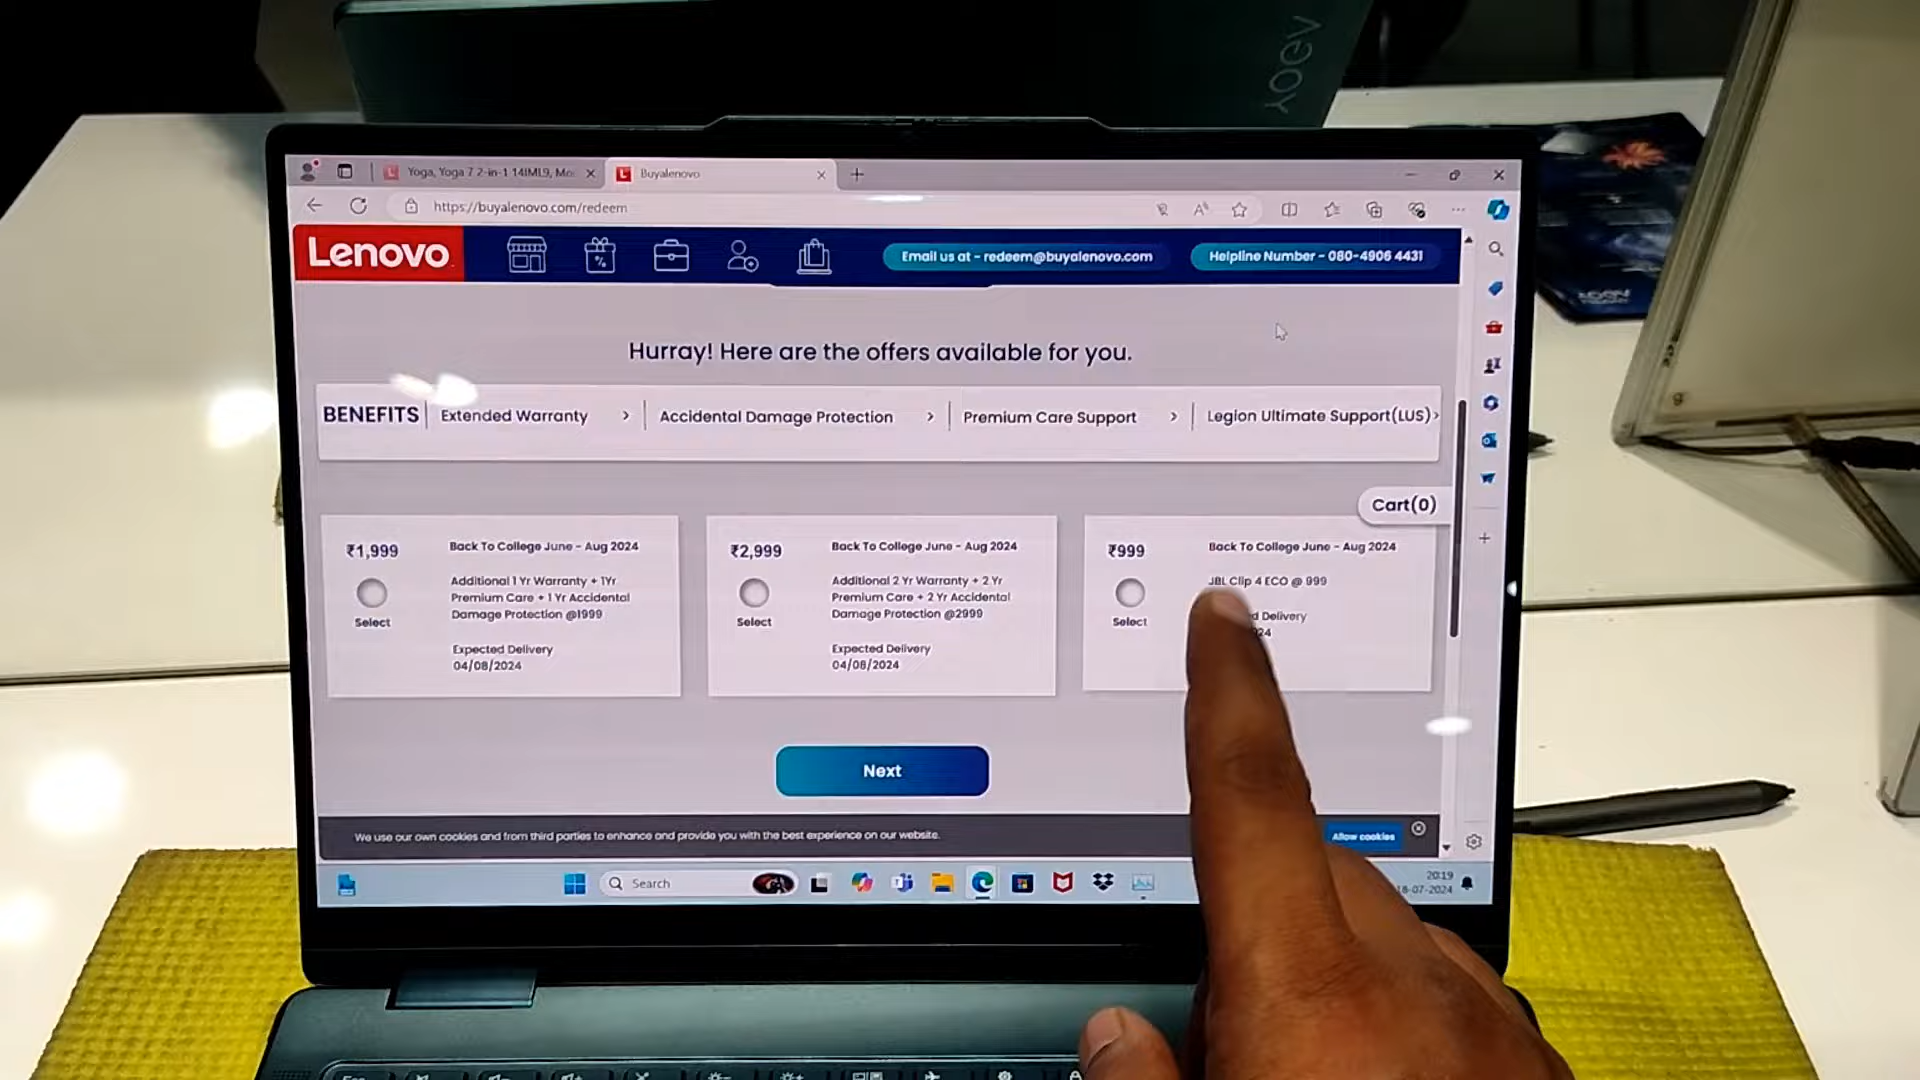 YOGA
Yoga, Yoga 7 2-in-1 14IML9, Mo
Buyalenovo
https://buyalenovo.com/redeem
Lenovo
Email us at - redeem@buyalenovo.com
Helpline Number - 080-4906 4431
Hurray! Here are the offers available for you.
BENEFITS
Extended Warranty >
Accidental Damage Protection >
Premium Care Support >
Legion Ultimate Support(LUS) >
Cart(0)
₹1,999
Select
Back To College June - Aug 2024
Additional 1 Yr Warranty + 1Yr
Premium Care + 1 Yr Accidental
Damage Protection @1999
Expected Delivery
04/08/2024
₹2,999
Select
Back To College June - Aug 2024
Additional 2 Yr Warranty + 2 Yr
Premium Care + 2 Yr Accidental
Damage Protection @2999
Expected Delivery
04/08/2024
₹999
Select
Back To College June - Aug 2024
JBL Clip 4 ECO @ 999
Delivery
Next
We use our own cookies and from third parties to enhance and provide you with the best experience on our website.
Allow cookies
Search
20:19
18-07-2024